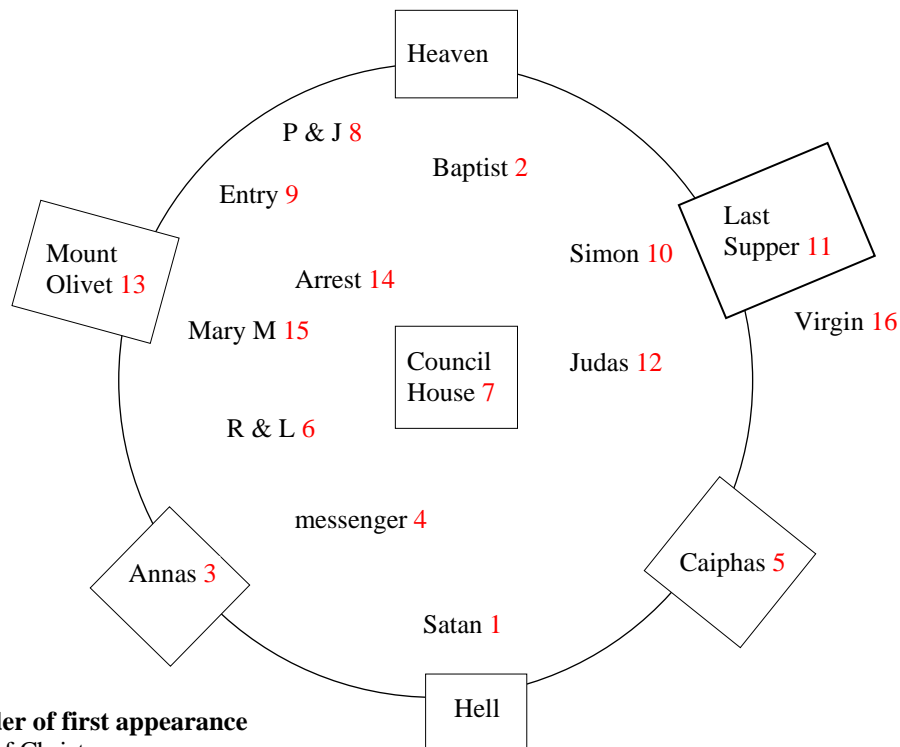 Heaven
P & J 8
Baptist 2
Entry 9
Last
Supper 11
Mount
Olivet 13
Simon 10
Arrest 14
Virgin 16
Mary M 15
Council
House 7
Judas 12
R & L 6
messenger 4
Annas 3
Caiphas 5
Satan 1
Hell
of first appearance